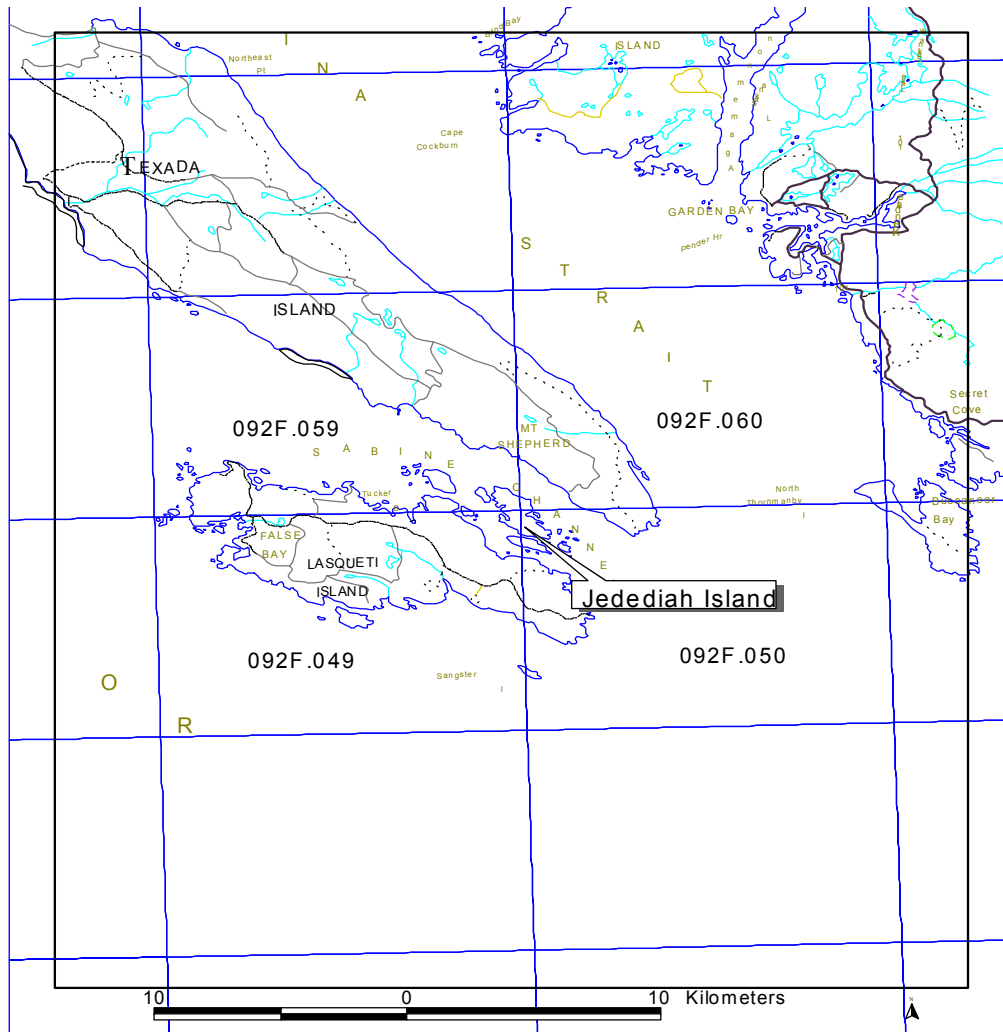 I
N
A
Northeast
Pt
ISLAND
Cape
Cockburn
TEXADA
GARDEN BAY
Pender Hr
S
T
R
A
I
T
ISLAND
092F.059
092F.060
MT
SHEPHERD
Secret
Cove
S A B I N E
C H A N N E
Tucker
North
Thormanby
I
Buccaneer
Bay
FALSE
BAY
LASQUETI
ISLAND
Jedediah Island
092F.049
092F.050
Sangster
I
O
R
10 0 10 Kilometers
N